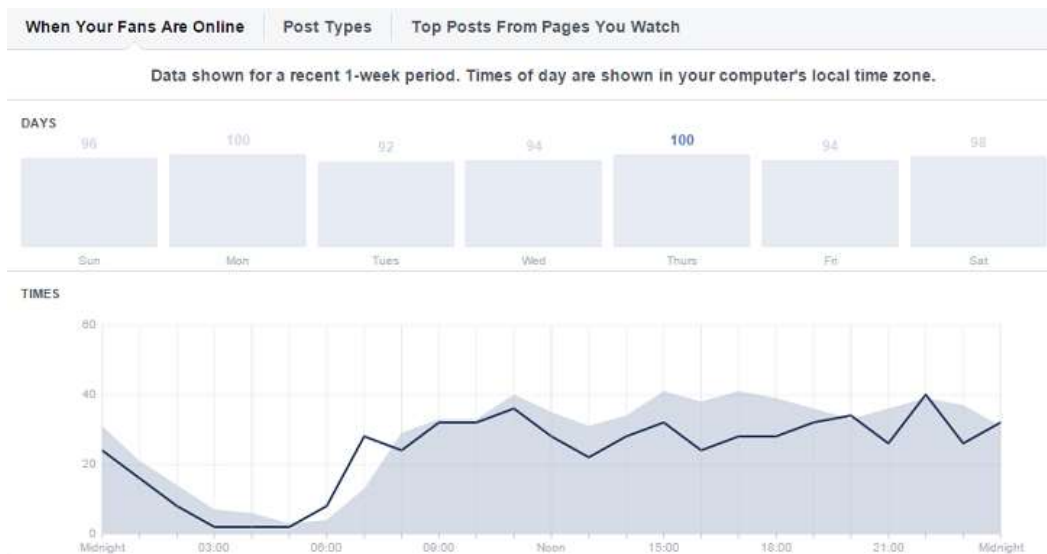 When Your Fans Are Online Post Types Top Posts From Pages You Watch
Data shown for a recent 1-week period. Times of day are shown in your computer's local time zone.
DAYS
96 100 92 94 100 94 98
Sun Mon Tues Wed Thurs Fri Sat
TIMES
60
40
20
0
Midnight 03:00 06:00 09:00 Noon 15:00 18:00 21:00 Midnight